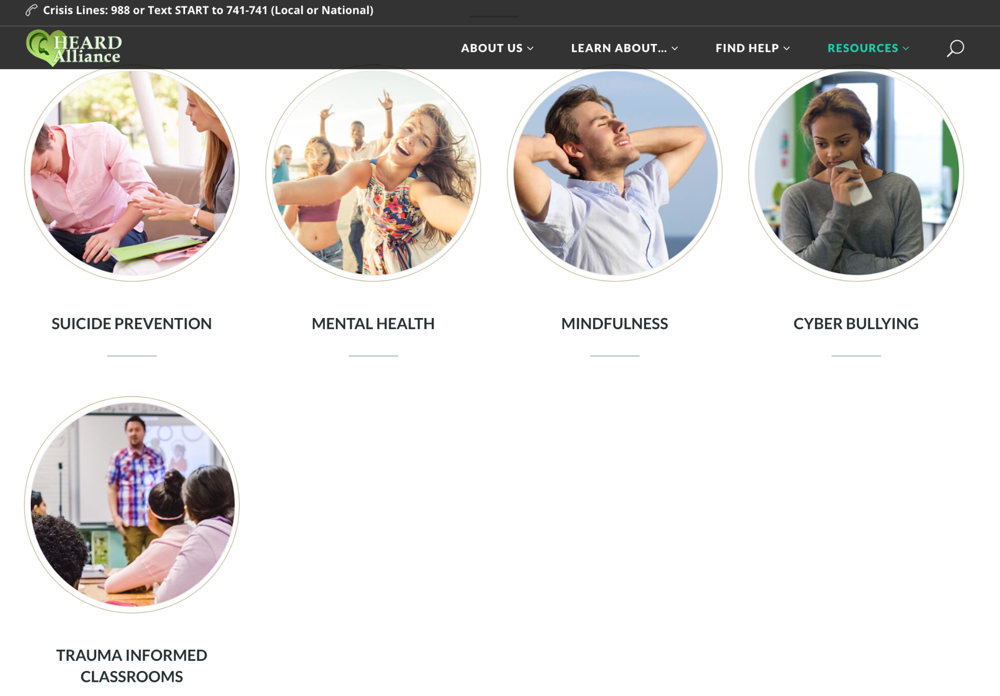 Crisis Lines: 988 or Text START to 741-741 (Local or National)
HEARD
Alliance
ABOUT US
LEARN ABOUT...
FIND HELP
RESOURCES
SUICIDE PREVENTION
MENTAL HEALTH
MINDFULNESS
CYBER BULLYING
TRAUMA INFORMED
CLASSROOMS